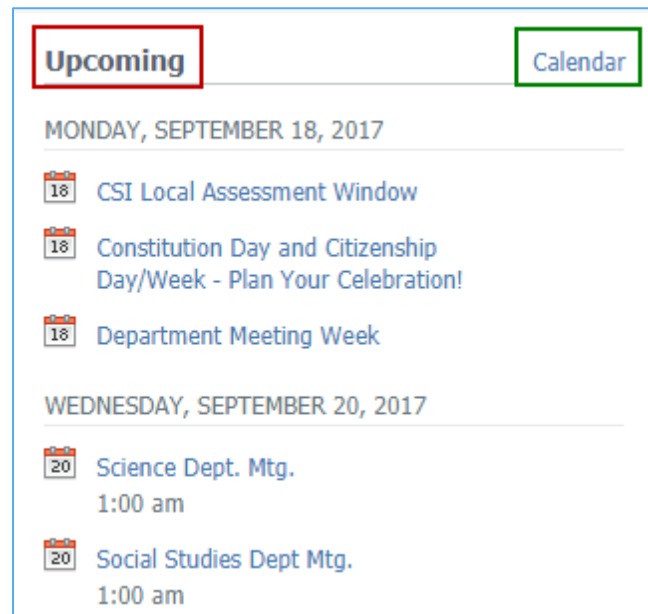 Upcoming
Calendar
MONDAY, SEPTEMBER 18, 2017
18
CSI Local Assessment Window
18
Constitution Day and Citizenship
Day/Week - Plan Your Celebration!
18
Department Meeting Week
WEDNESDAY, SEPTEMBER 20, 2017
20
Science Dept. Mtg.
1:00 am
20
Social Studies Dept Mtg.
1:00 am